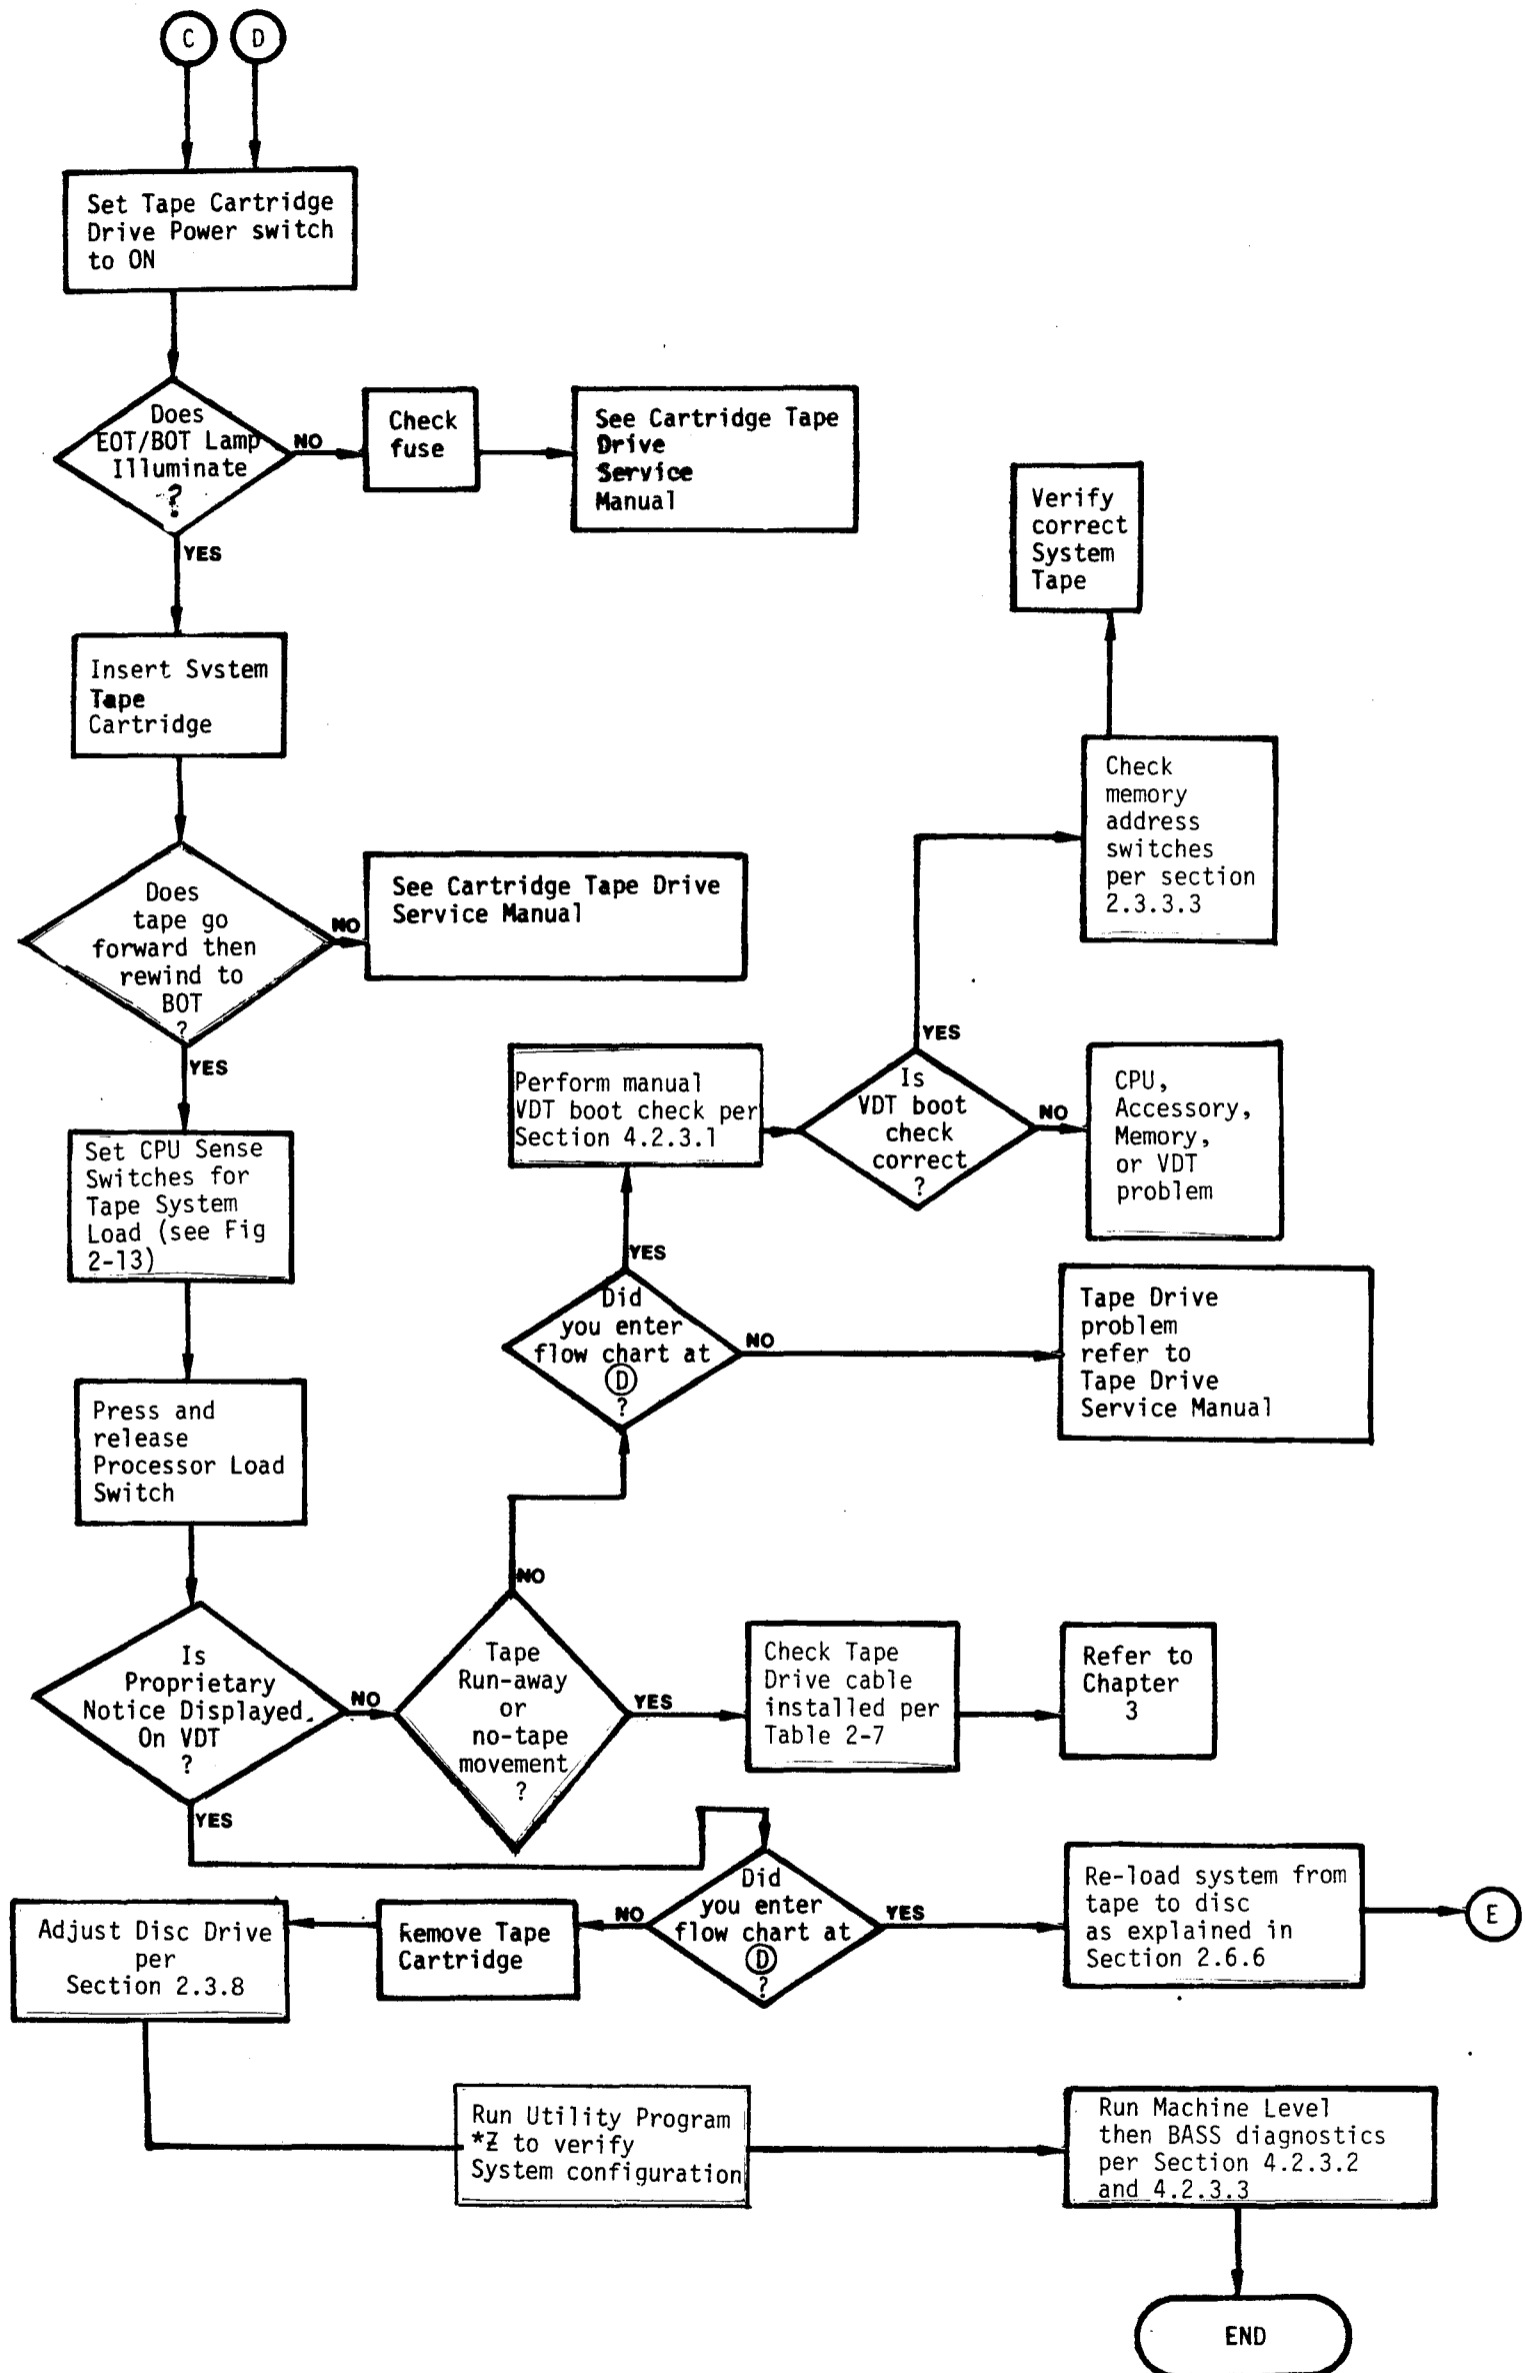 C
D
Set Tape Cartridge
Drive Power switch
to ON
Does
EOT/BOT Lamp
Illuminate
?
NO
Check
fuse
See Cartridge Tape
Drive
Service
Manual
YES
Insert System
Tape
Cartridge
Does
tape go
forward then
rewind to
BOT
?
NO
See Cartridge Tape Drive
Service Manual
YES
Set CPU Sense
Switches for
Tape System
Load (see Fig
2-13)
Press and
release
Processor Load
Switch
Is
Proprietary
Notice Displayed
On VDT
?
NO
Tape
Run-away
or
no-tape
movement
?
YES
Check Tape
Drive cable
installed per
Table 2-7
Refer to
Chapter
3
NO
Did
you enter
flow chart at
D
?
NO
Tape Drive
problem
refer to
Tape Drive
Service Manual
YES
Perform manual
VDT boot check per
Section 4.2.3.1
Is
VDT boot
check
correct
?
NO
CPU,
Accessory,
Memory,
or VDT
problem
YES
Check
memory
address
switches
per section
2.3.3.3
Verify
correct
System
Tape
YES
Did
you enter
flow chart at
D
?
YES
Re-load system from
tape to disc
as explained in
Section 2.6.6
E
NO
Remove Tape
Cartridge
Adjust Disc Drive
per
Section 2.3.8
Run Utility Program
*Z to verify
System configuration
Run Machine Level
then BASS diagnostics
per Section 4.2.3.2
and 4.2.3.3
END